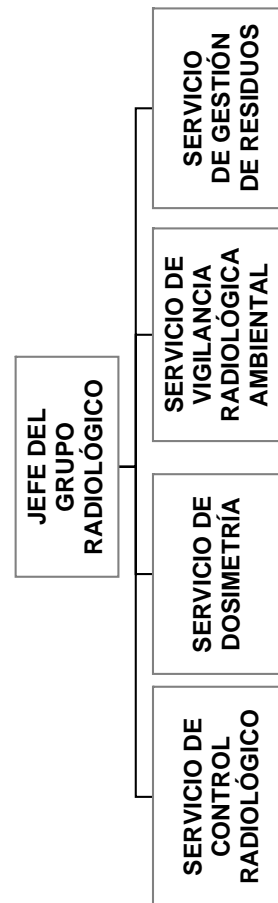 JEFE DEL
GRUPO
RADIOLÓGICO
SERVICIO DE
CONTROL
RADIOLÓGICO
SERVICIO DE
DOSIMETRÍA
SERVICIO DE
VIGILANCIA
RADIOLÓGICA
AMBIENTAL
SERVICIO
DE GESTIÓN
DE RESIDUOS